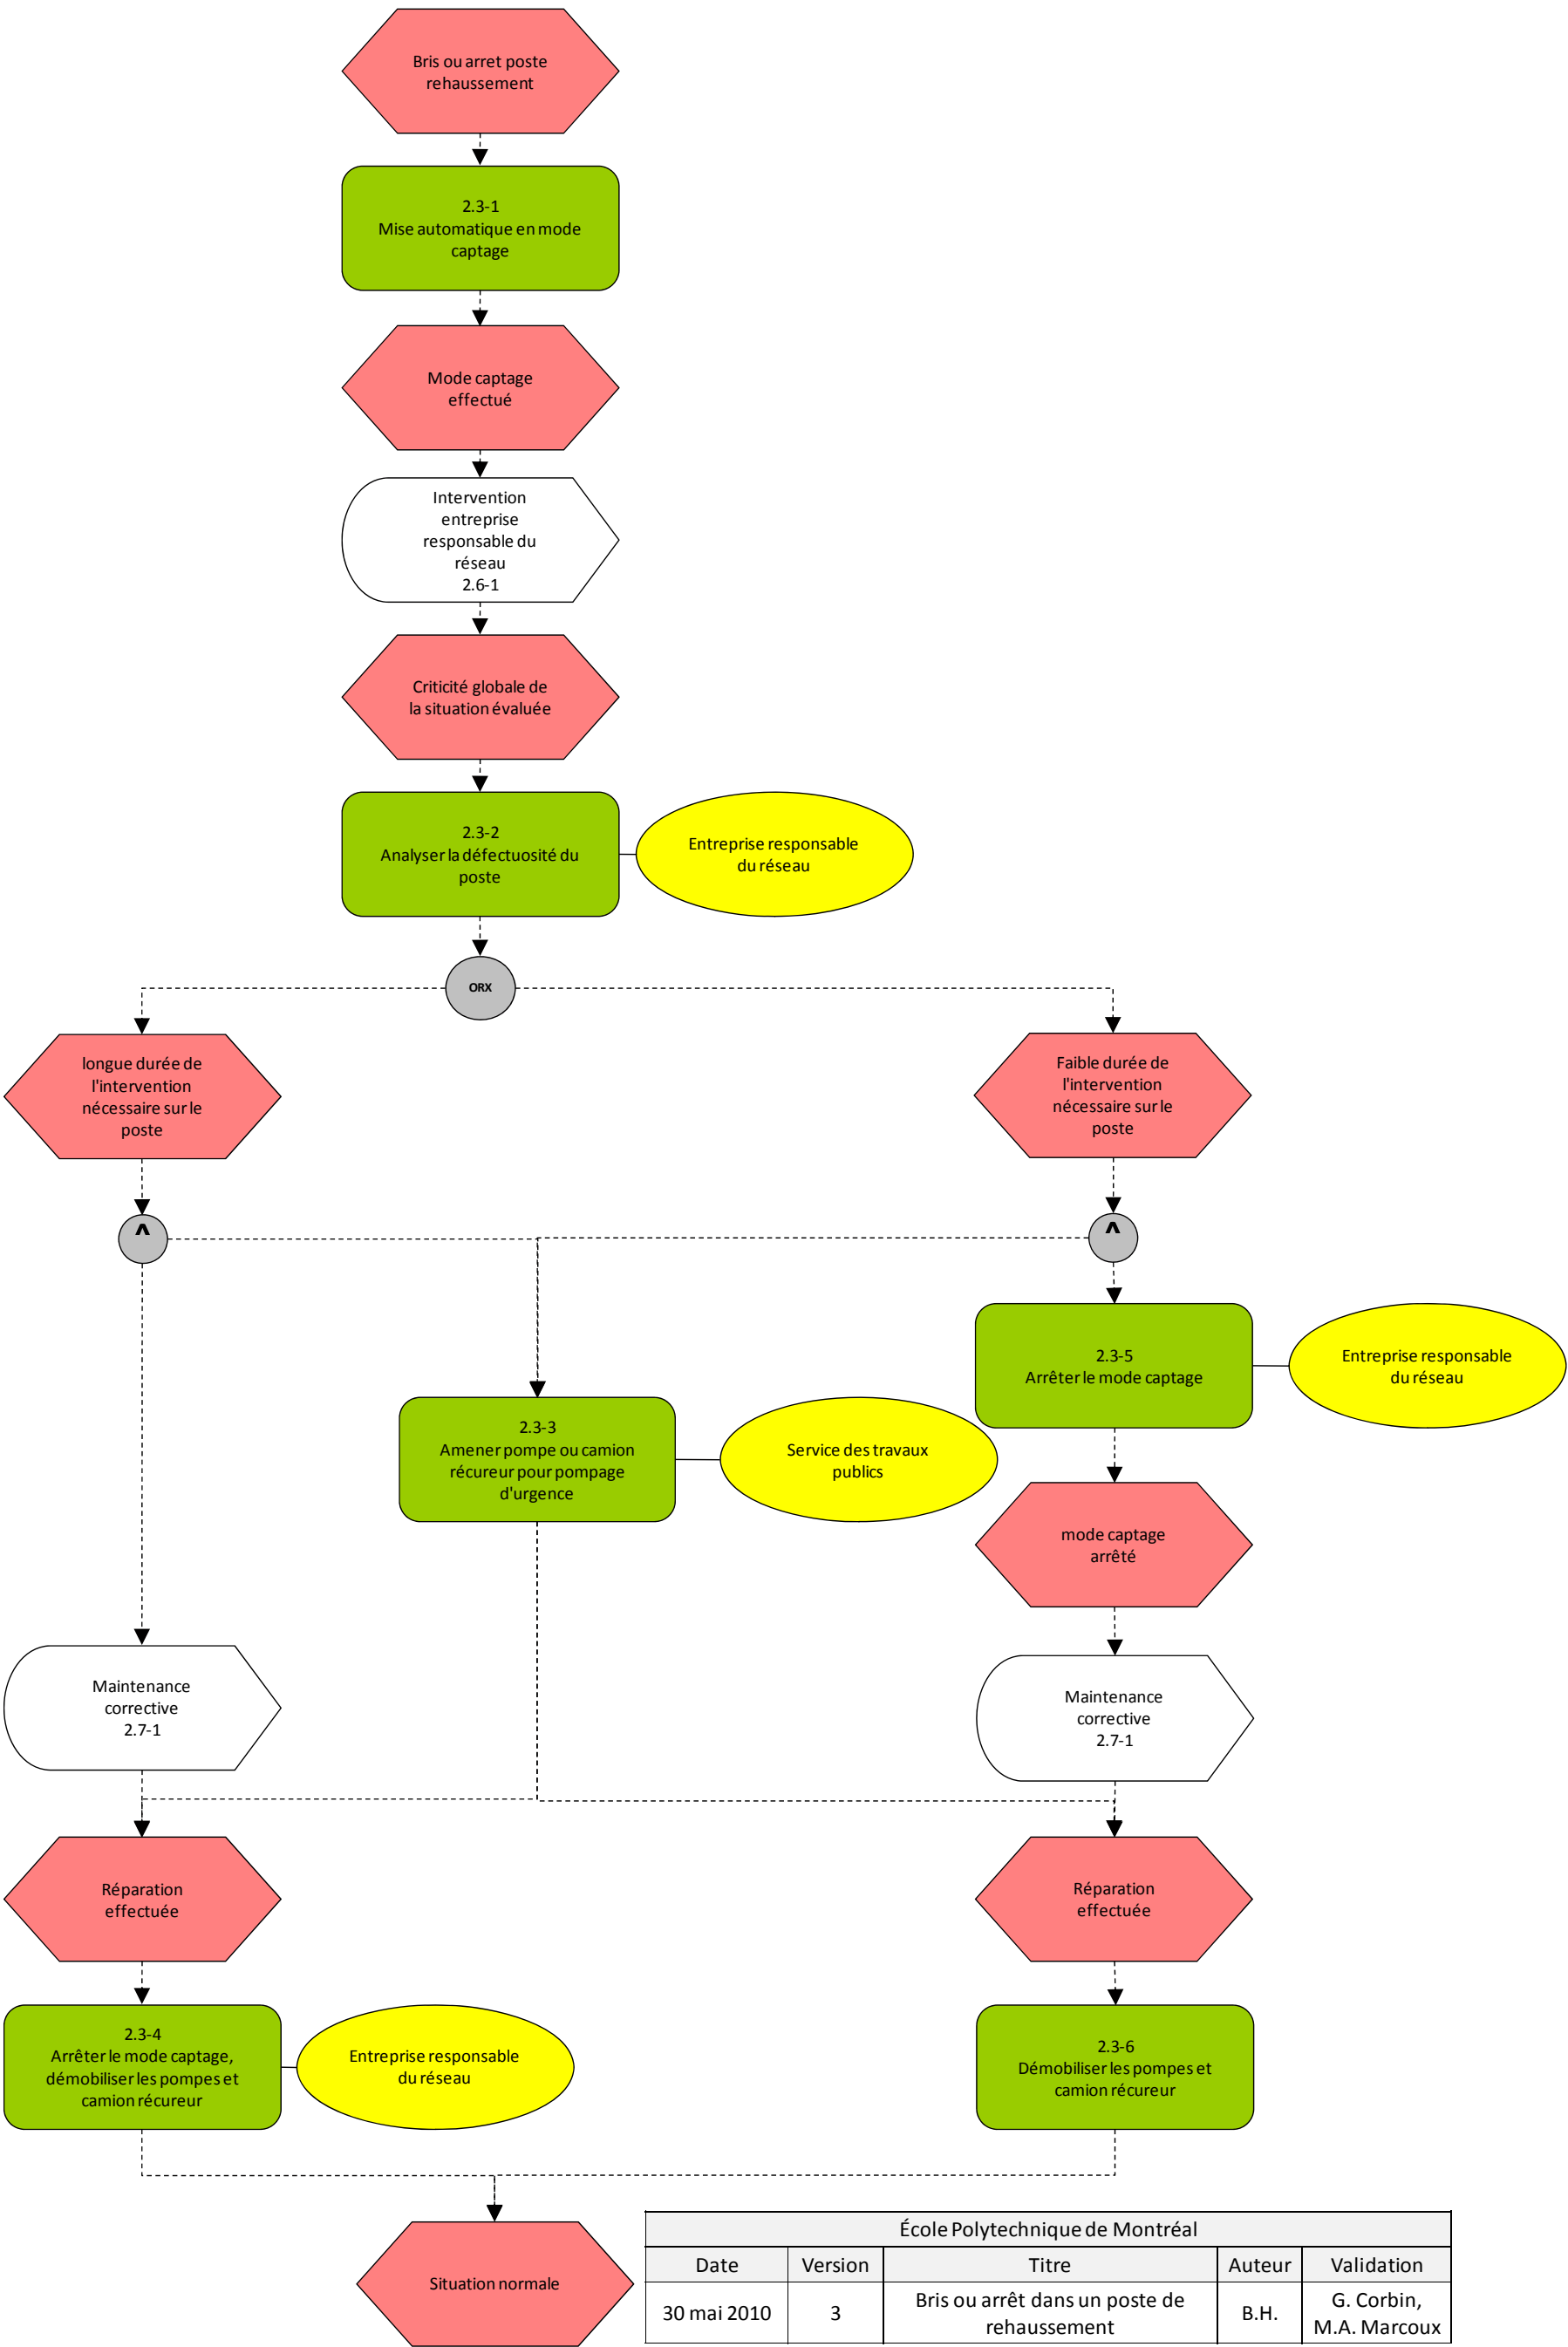 Bris ou arret poste
rehaussement
2.3-1
Mise automatique en mode
captage
Mode captage
effectué
Intervention
entreprise
responsable du
réseau
2.6-1
Criticité globale de
la situation évaluée
2.3-2
Analyser la défectuosité du
poste
Entreprise responsable
du réseau
ORX
longue durée de
l'intervention
nécessaire sur le
poste
Faible durée de
l'intervention
nécessaire sur le
poste
^
^
2.3-5
Arrêter le mode captage
Entreprise responsable
du réseau
2.3-3
Amener pompe ou camion
récureur pour pompage
d'urgence
Service des travaux
publics
mode captage
arrêté
Maintenance
corrective
2.7-1
Maintenance
corrective
2.7-1
Réparation
effectuée
Réparation
effectuée
2.3-4
Arrêter le mode captage,
démobiliser les pompes et
camion récureur
Entreprise responsable
du réseau
2.3-6
Démobiliser les pompes et
camion récureur
Situation normale
École Polytechnique de Montréal
Date Version Titre Auteur Validation
30 mai 2010 3 Bris ou arrêt dans un poste de rehaussement B.H. G. Corbin, M.A. Marcoux